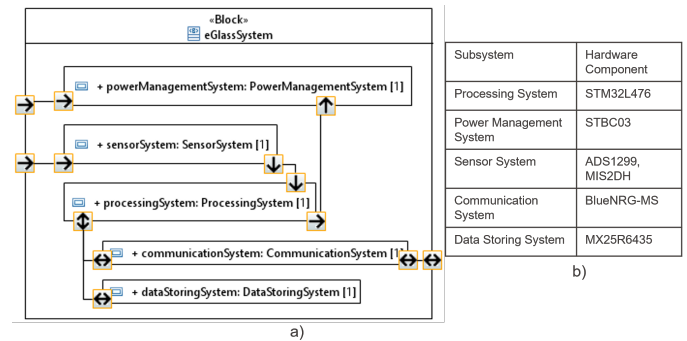 «Block»
eGlassSystem
+ powerManagementSystem: PowerManagementSystem [1]
+ sensorSystem: SensorSystem [1]
+ processingSystem: ProcessingSystem [1]
+ communicationSystem: CommunicationSystem [1]
+ dataStoringSystem: DataStoringSystem [1]
a)
Subsystem Hardware
Component
Processing System STM32L476
Power Management STBC03
System
Sensor System ADS1299,
MIS2DH
Communication BlueNRG-MS
System
Data Storing System MX25R6435
b)